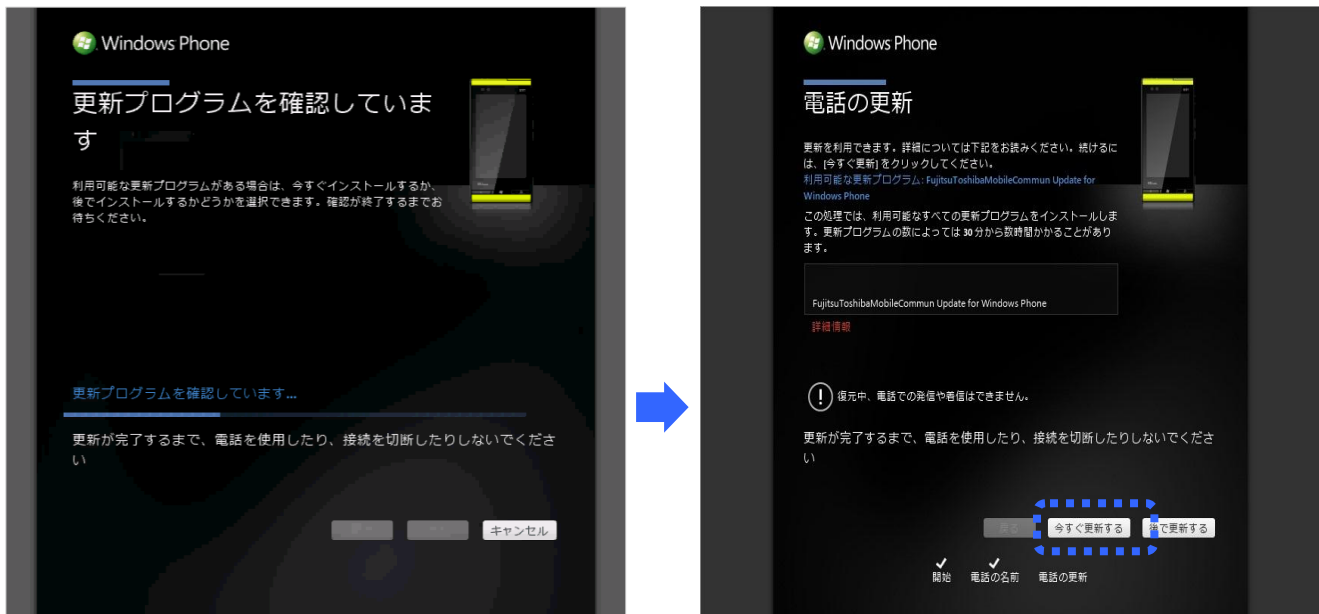 Windows Phone
更新プログラムを確認していま
す
利用可能な更新プログラムがある場合は、今すぐインストールするか、
後でインストールするかどうかを選択できます。確認が終了するまでお
待ちください。
更新プログラムを確認しています...
更新が完了するまで、電話を使用したり、接続を切断したりしないでくださ
い
キャンセル
Windows Phone
電話の更新
更新を利用できます。詳細については下記をお読みください。続けるに
は、[今すぐ更新] をクリックしてください。
利用可能な更新プログラム: FujitsuToshibaMobileCommun Update for
Windows Phone
この処理では、利用可能なすべての更新プログラムをインストールしま
す。更新プログラムの数によっては 30 分から数時間かかることがあり
ます。
FujitsuToshibaMobileCommun Update for Windows Phone
詳細情報
復元中、電話での発信や着信はできません。
更新が完了するまで、電話を使用したり、接続を切断したりしないでくださ
い
戻る 今すぐ更新する 後で更新する
開始 電話の名前 電話の更新